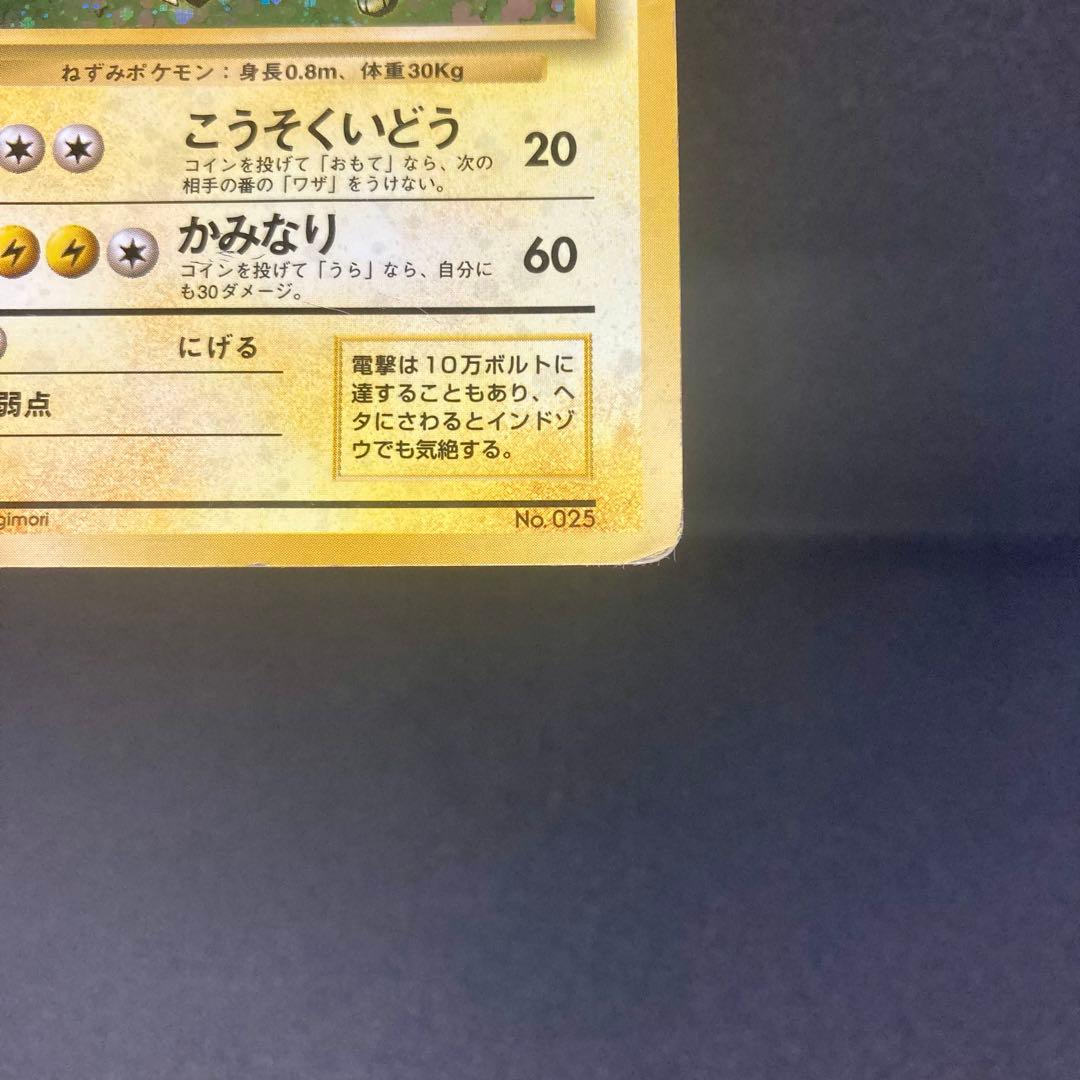 ねずみポケモン：身長0.8m、体重30Kg
こうそくいどう 20
コインを投げて「おもて」なら、次の
相手の番の「ワザ」をうけない。
かみなり 60
コインを投げて「うら」なら、自分に
も30ダメージ。
にげる
弱点
電撃は10万ボルトに
達することもあり、ヘ
タにさわるとインドゾ
ウでも気絶する。
gimori No. 025